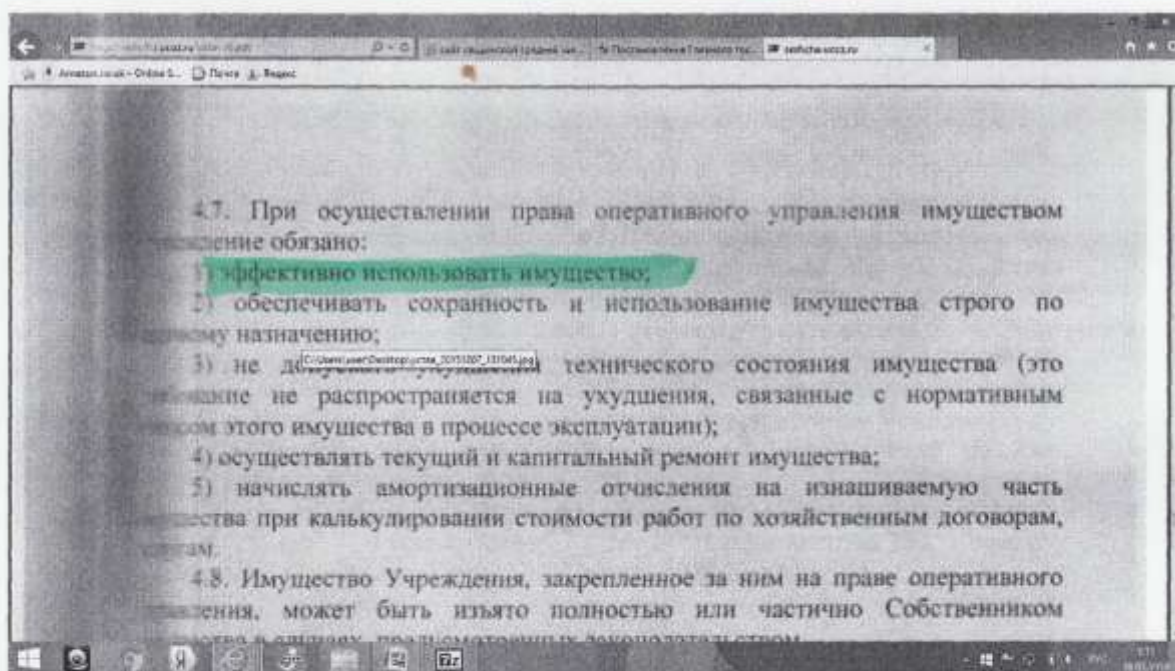 Почта Яндекс
4.7. При осуществлении права оперативного управления имуществом
обязано:
1) эффективно использовать имущество;
2) обеспечивать сохранность и использование имущества строго по
назначению;
3) не технического состояния имущества (это
не распространяется на ухудшения, связанные с нормативным
этого имущества в процессе эксплуатации);
4) осуществлять текущий и капитальный ремонт имущества;
5) начислять амортизационные отчисления на изнашиваемую часть
при калькулировании стоимости работ по хозяйственным договорам,
4.8. Имущество Учреждения, закрепленное за ним на праве оперативного
может быть изъято полностью или частично Собственником